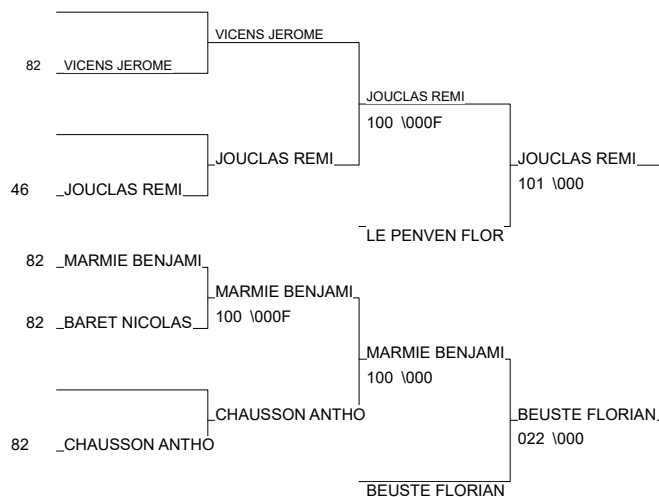 VICENS JEROME
82 VICENS JEROME
JOUCLAS REMI
100 \000F
JOUCLAS REMI
JOUCLAS REMI
101 \000
46 JOUCLAS REMI
LE PENVEN FLOR
82 MARMIE BENJAMI
MARMIE BENJAMI
82 BARET NICOLAS
100 \000F
MARMIE BENJAMI
100 \000
CHAUSSON ANTHO
BEUSTE FLORIAN
82 CHAUSSON ANTHO
022 \000
BEUSTE FLORIAN